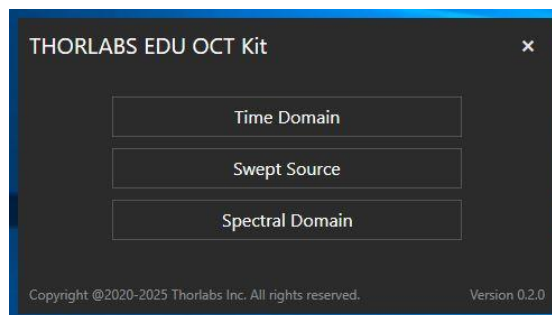 THORLABS EDU OCT Kit ×
Time Domain
Swept Source
Spectral Domain
Copyright @2020-2025 Thorlabs Inc. All rights reserved. Version 0.2.0